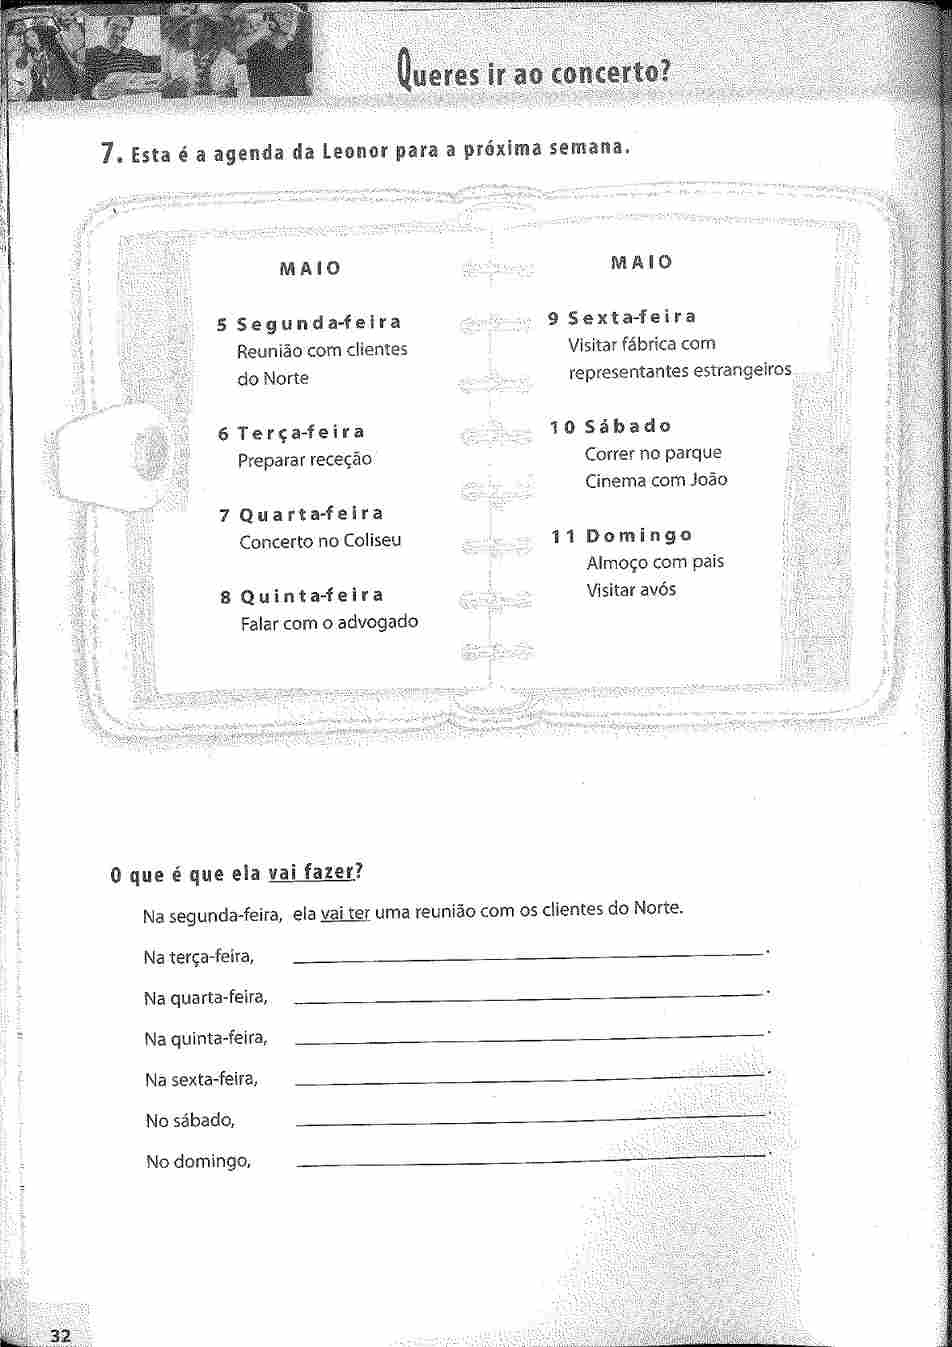 Queres ir ao concerto?
7. Esta é a agenda da Leonor para a próxima semana.
MAIO
5 Segunda-feira
Reunião com clientes
do Norte
6 Terça-feira
Preparar receção
7 Quarta-feira
Concerto no Coliseu
8 Quinta-feira
Falar com o advogado
MAIO
9 Sexta-feira
Visitar fábrica com
representantes estrangeiros
10 Sábado
Correr no parque
Cinema com João
11 Domingo
Almoço com pais
Visitar avós
O que é que ela vai fazer?
Na segunda-feira, ela vai ter uma reunião com os clientes do Norte.
Na terça-feira, .
Na quarta-feira, .
Na quinta-feira, .
Na sexta-feira, .
No sábado, .
No domingo, .
32